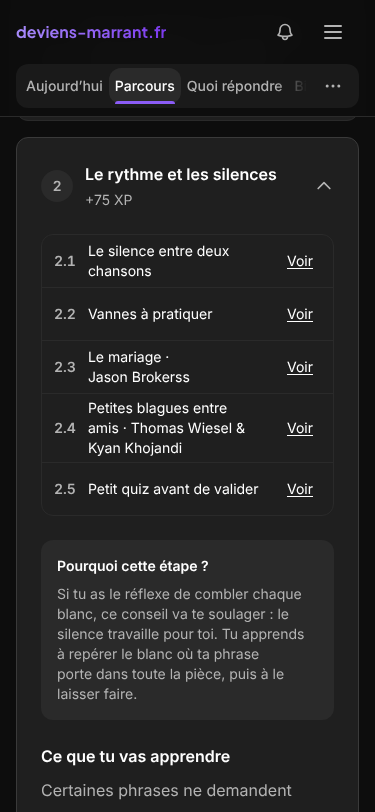 deviens-marrant.fr
Aujourd'hui Parcours Quoi répondre
2
Le rythme et les silences
+75 XP
2.1 Le silence entre deux chansons Voir
2.2 Vannes à pratiquer Voir
2.3 Le mariage ·
Jason Brokerss Voir
2.4 Petites blagues entre
amis · Thomas Wiesel &
Kyan Khojandi Voir
2.5 Petit quiz avant de valider Voir
Pourquoi cette étape ?
Si tu as le réflexe de combler chaque
blanc, ce conseil va te soulager : le
silence travaille pour toi. Tu apprends
à repérer le blanc où ta phrase
porte dans toute la pièce, puis à le
laisser faire.
Ce que tu vas apprendre
Certaines phrases ne demandent